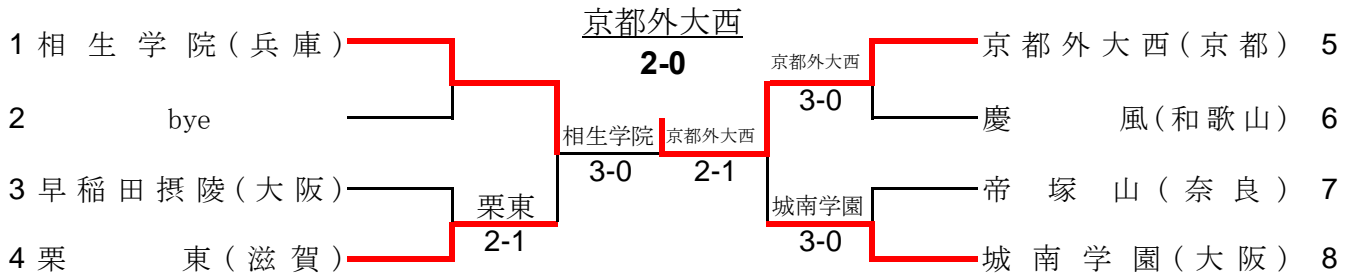 京都外大西
2-0
1 相生学院(兵庫)
2 bye
3 早稲田摂陵(大阪)
4 栗東(滋賀)
栗東
2-1
相生学院
3-0
京都外大西
2-1
京都外大西
3-0
城南学園
3-0
京都外大西(京都) 5
慶風(和歌山) 6
帝塚山(奈良) 7
城南学園(大阪) 8